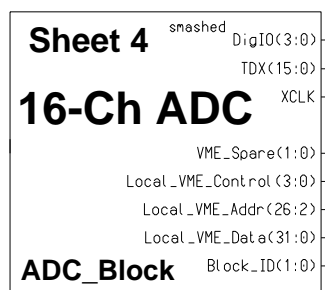 Sheet 4 smashed DigIO(3:0)
TDX(15:0)
16-Ch ADC XCLK
VME_Spare(1:0)
Local_VME_Control(3:0)
Local_VME_Addr(26:2)
Local_VME_Data(31:0)
ADC_Block Block_ID(1:0)